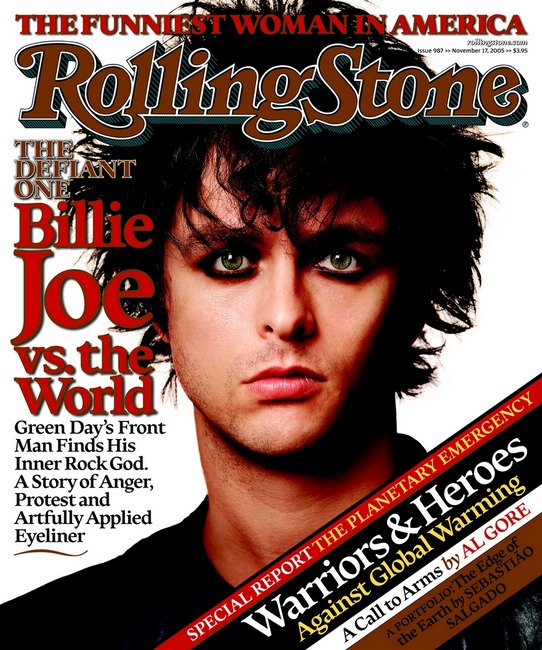 THE FUNNIEST WOMAN IN AMERICA
rollingstone.com
Issue 987 >> November 17, 2005 >> $3.95
RollingStone
THE
DEFIANT
ONE
Billie
Joe
vs. the
World
Green Day's Front
Man Finds His
Inner Rock God.
A Story of Anger,
Protest and
Artfully Applied
Eyeliner
SPECIAL REPORT THE PLANETARY EMERGENCY
Warriors & Heroes
Against Global Warming
A Call to Arms by AL GORE
A PORTFOLIO: The Edge of
the Earth by SEBASTIÃO
SALGADO